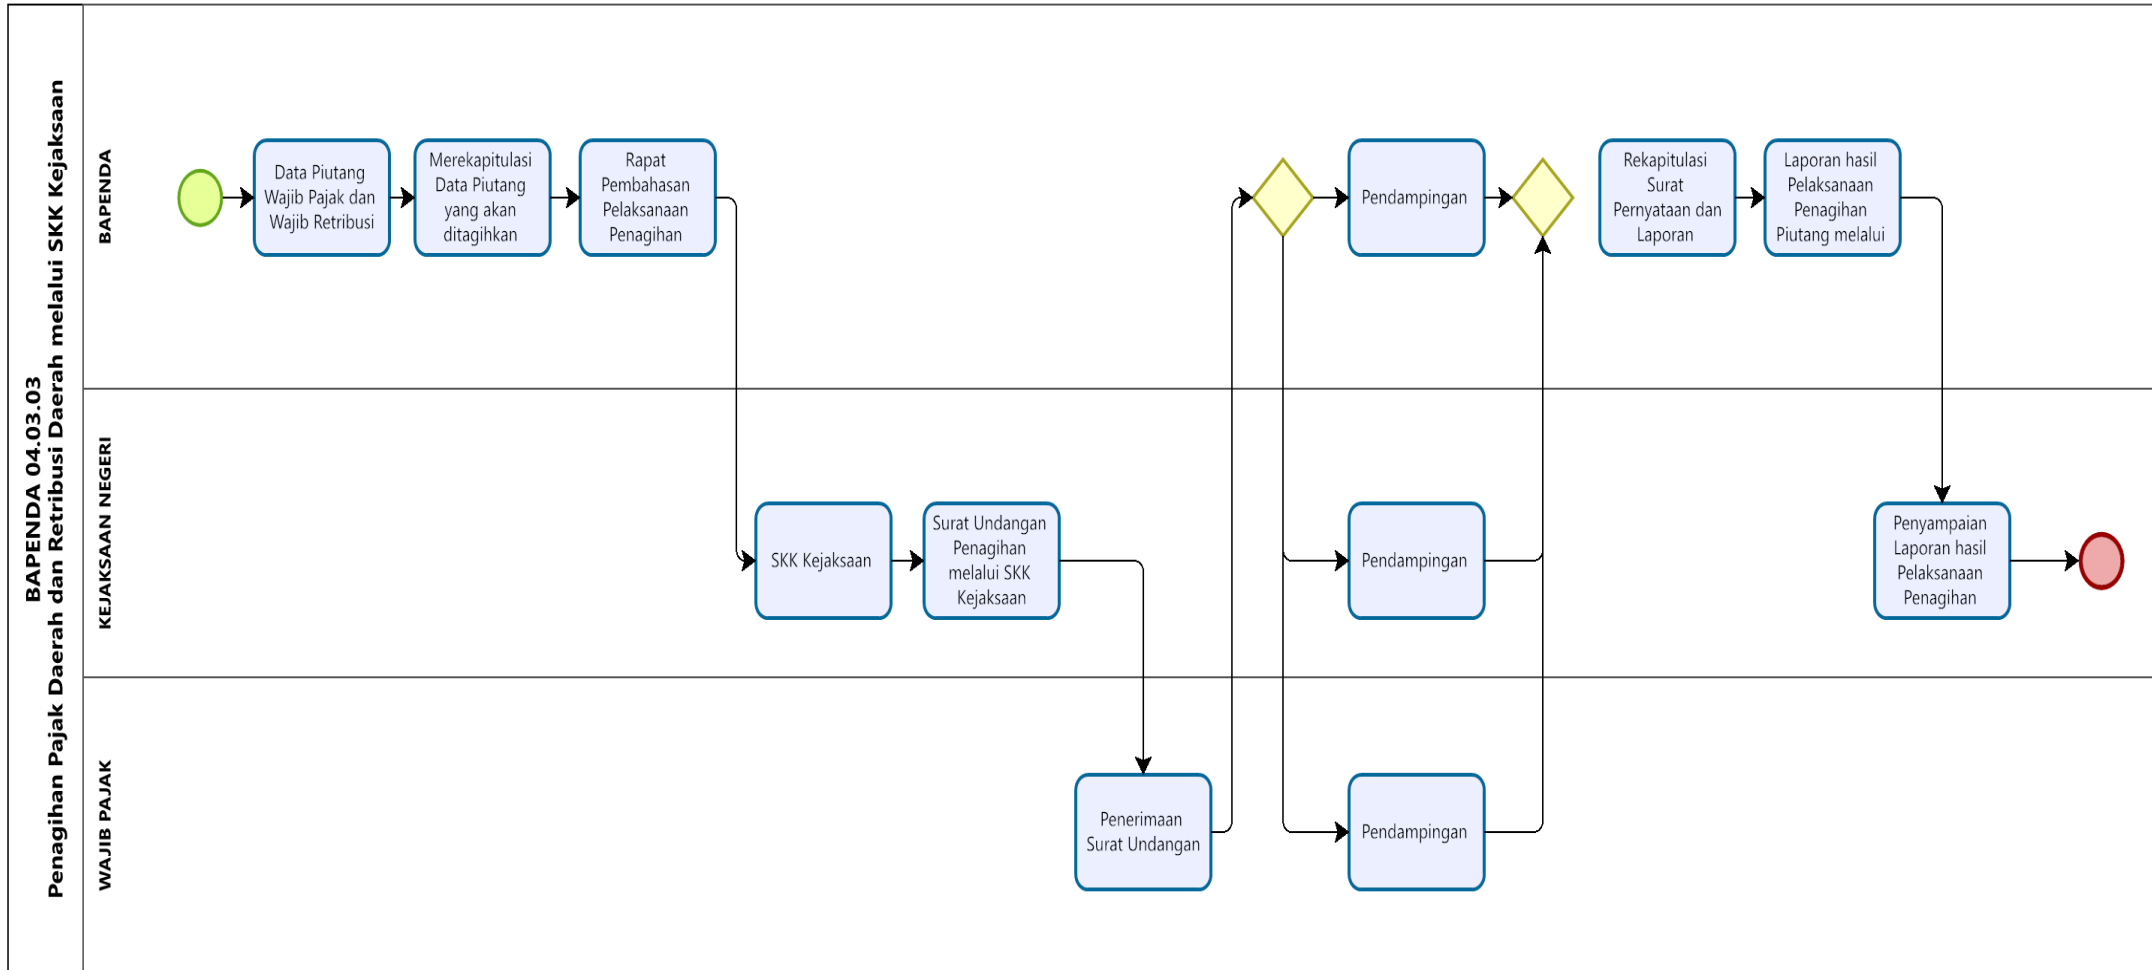 BAPENDA 04.03.03
Penagihan Pajak Daerah dan Retribusi Daerah melalui SKK Kejaksaan
BAPENDA
Data Piutang
Wajib Pajak dan
Wajib Retribusi
Merekapitulasi
Data Piutang
yang akan
ditagihkan
Rapat
Pembahasan
Pelaksanaan
Penagihan
Pendampingan
Rekapitulasi
Surat
Pernyataan dan
Laporan
Laporan hasil
Pelaksanaan
Penagihan
Piutang melalui
KEJAKSAAN NEGERI
SKK Kejaksaan
Surat Undangan
Penagihan
melalui SKK
Kejaksaan
Pendampingan
Penyampaian
Laporan hasil
Pelaksanaan
Penagihan
WAJIB PAJAK
Penerimaan
Surat Undangan
Pendampingan